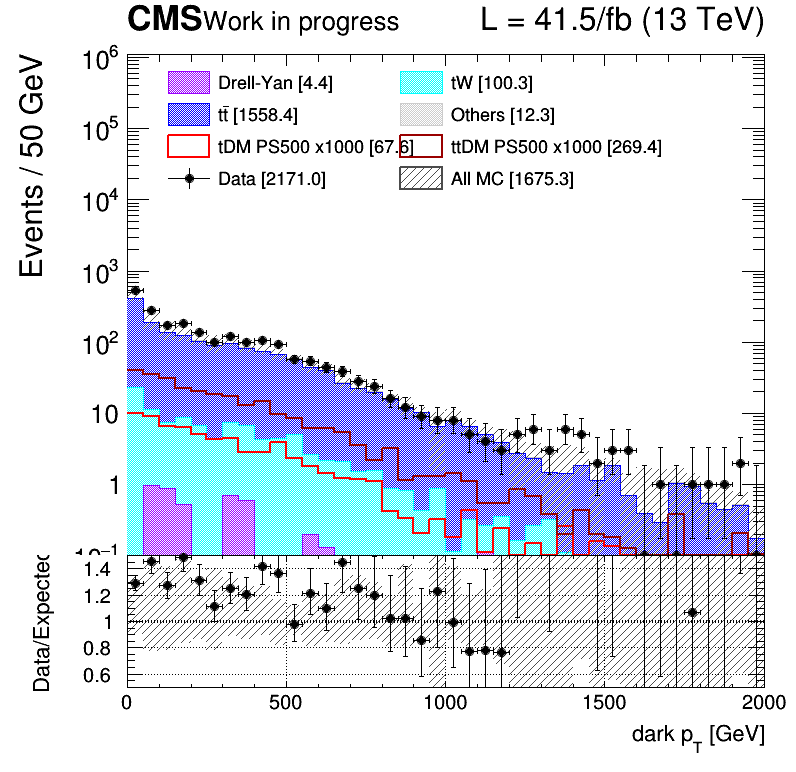 CMS Work in progress L = 41.5/fb (13 TeV)
Events / 50 GeV
10⁶
10⁵
10⁴
10³
10²
10
1
10⁻¹
Drell-Yan [4.4] tW [100.3]
tt̄ [1558.4] Others [12.3]
tDM PS500 x1000 [67.6] ttDM PS500 x1000 [269.4]
Data [2171.0] All MC [1675.3]
Data/Expected
1.4
1.2
1
0.8
0.6
0 500 1000 1500 2000
dark p_T [GeV]